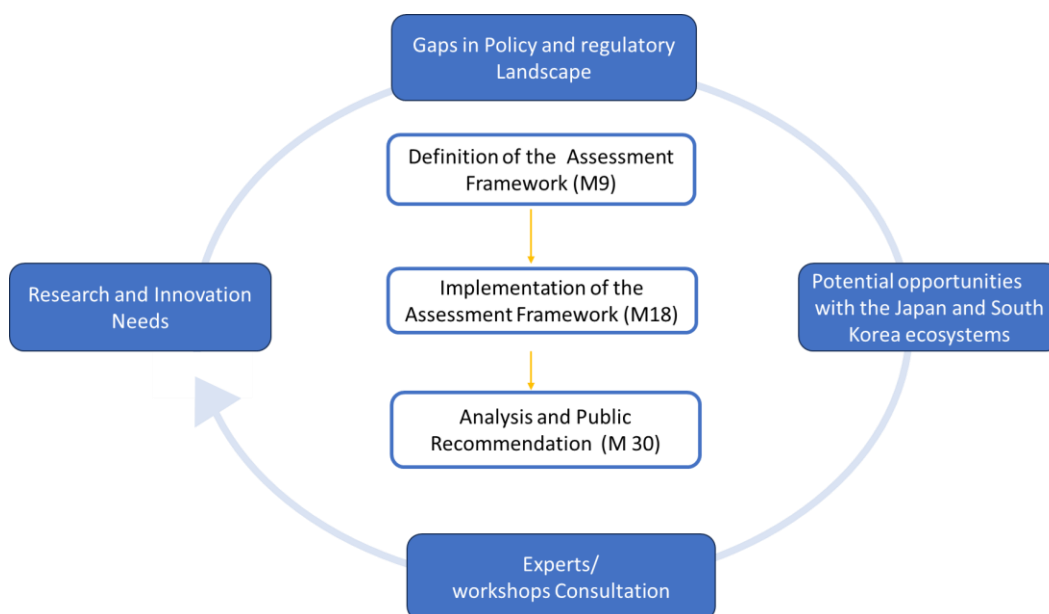 Gaps in Policy and regulatory
Landscape
Definition of the Assessment
Framework (M9)
Research and Innovation
Needs
Implementation of the
Assessment Framework (M18)
Potential opportunities
with the Japan and South
Korea ecosystems
Analysis and Public
Recommendation (M 30)
Experts/
workshops Consultation